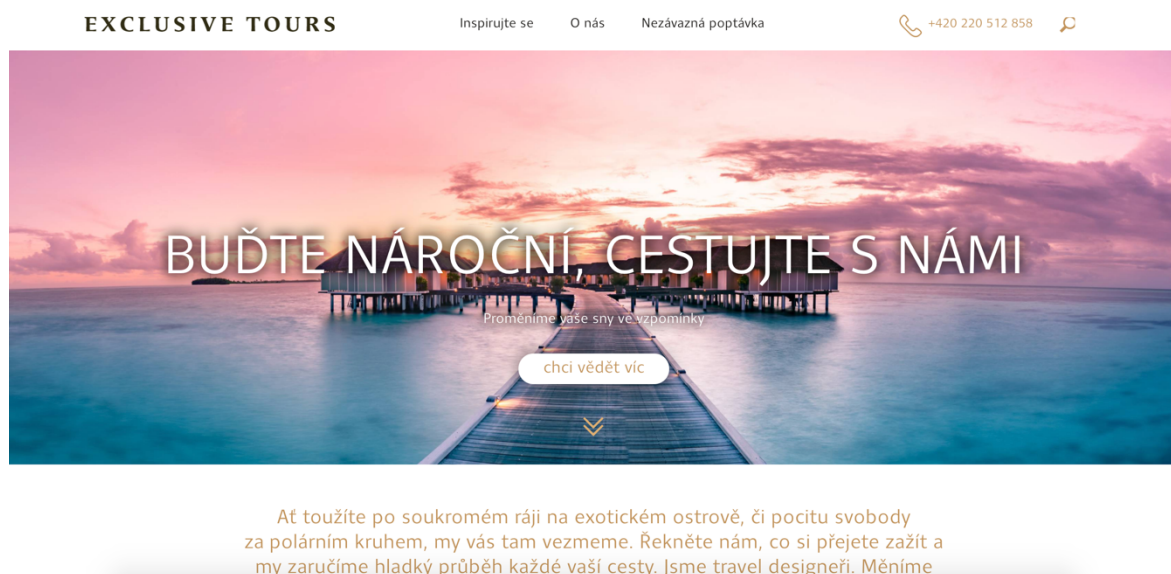 EXCLUSIVE TOURS
Inspirujte se
O nás
Nezávazná poptávka
+420 220 512 858
BUĎTE NÁROČNÍ, CESTUJTE S NÁMI
Proměníme vaše sny ve vzpomínky
chci vědět víc
Ať toužíte po soukromém ráji na exotickém ostrově, či pocitu svobody
za polárním kruhem, my vás tam vezmeme. Řekněte nám, co si přejete zažít a
my zaručíme hladký průběh každé vaší cesty. Jsme travel designeři. Měníme